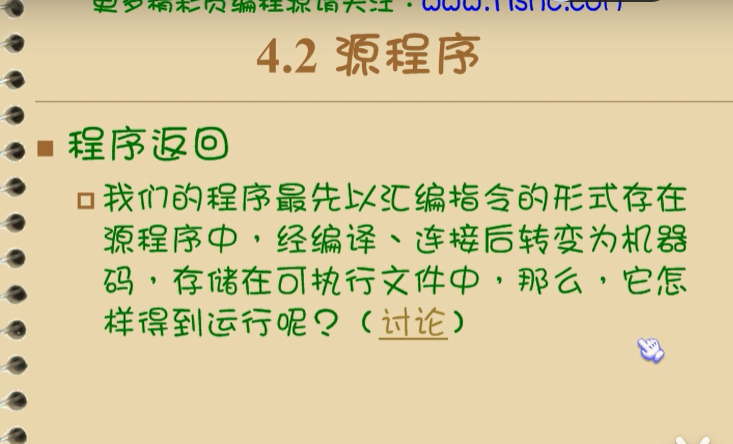 4.2 源程序
程序返回
我们的程序最先以汇编指令的形式存在
源程序中，经编译、连接后转变为机器
码，存储在可执行文件中，那么，它怎
样得到运行呢？（讨论）